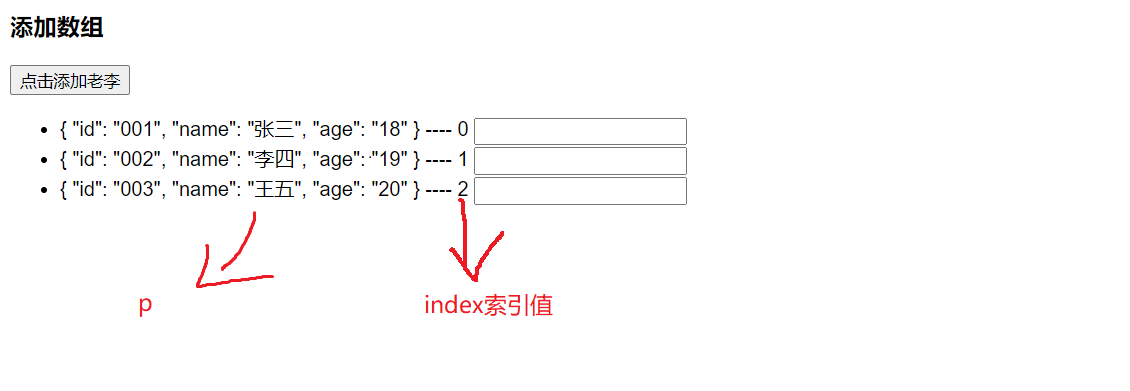 添加数组
点击添加老李
{ "id": "001", "name": "张三", "age": "18" } ---- 0
{ "id": "002", "name": "李四", "age": "19" } ---- 1
{ "id": "003", "name": "王五", "age": "20" } ---- 2
p
index索引值